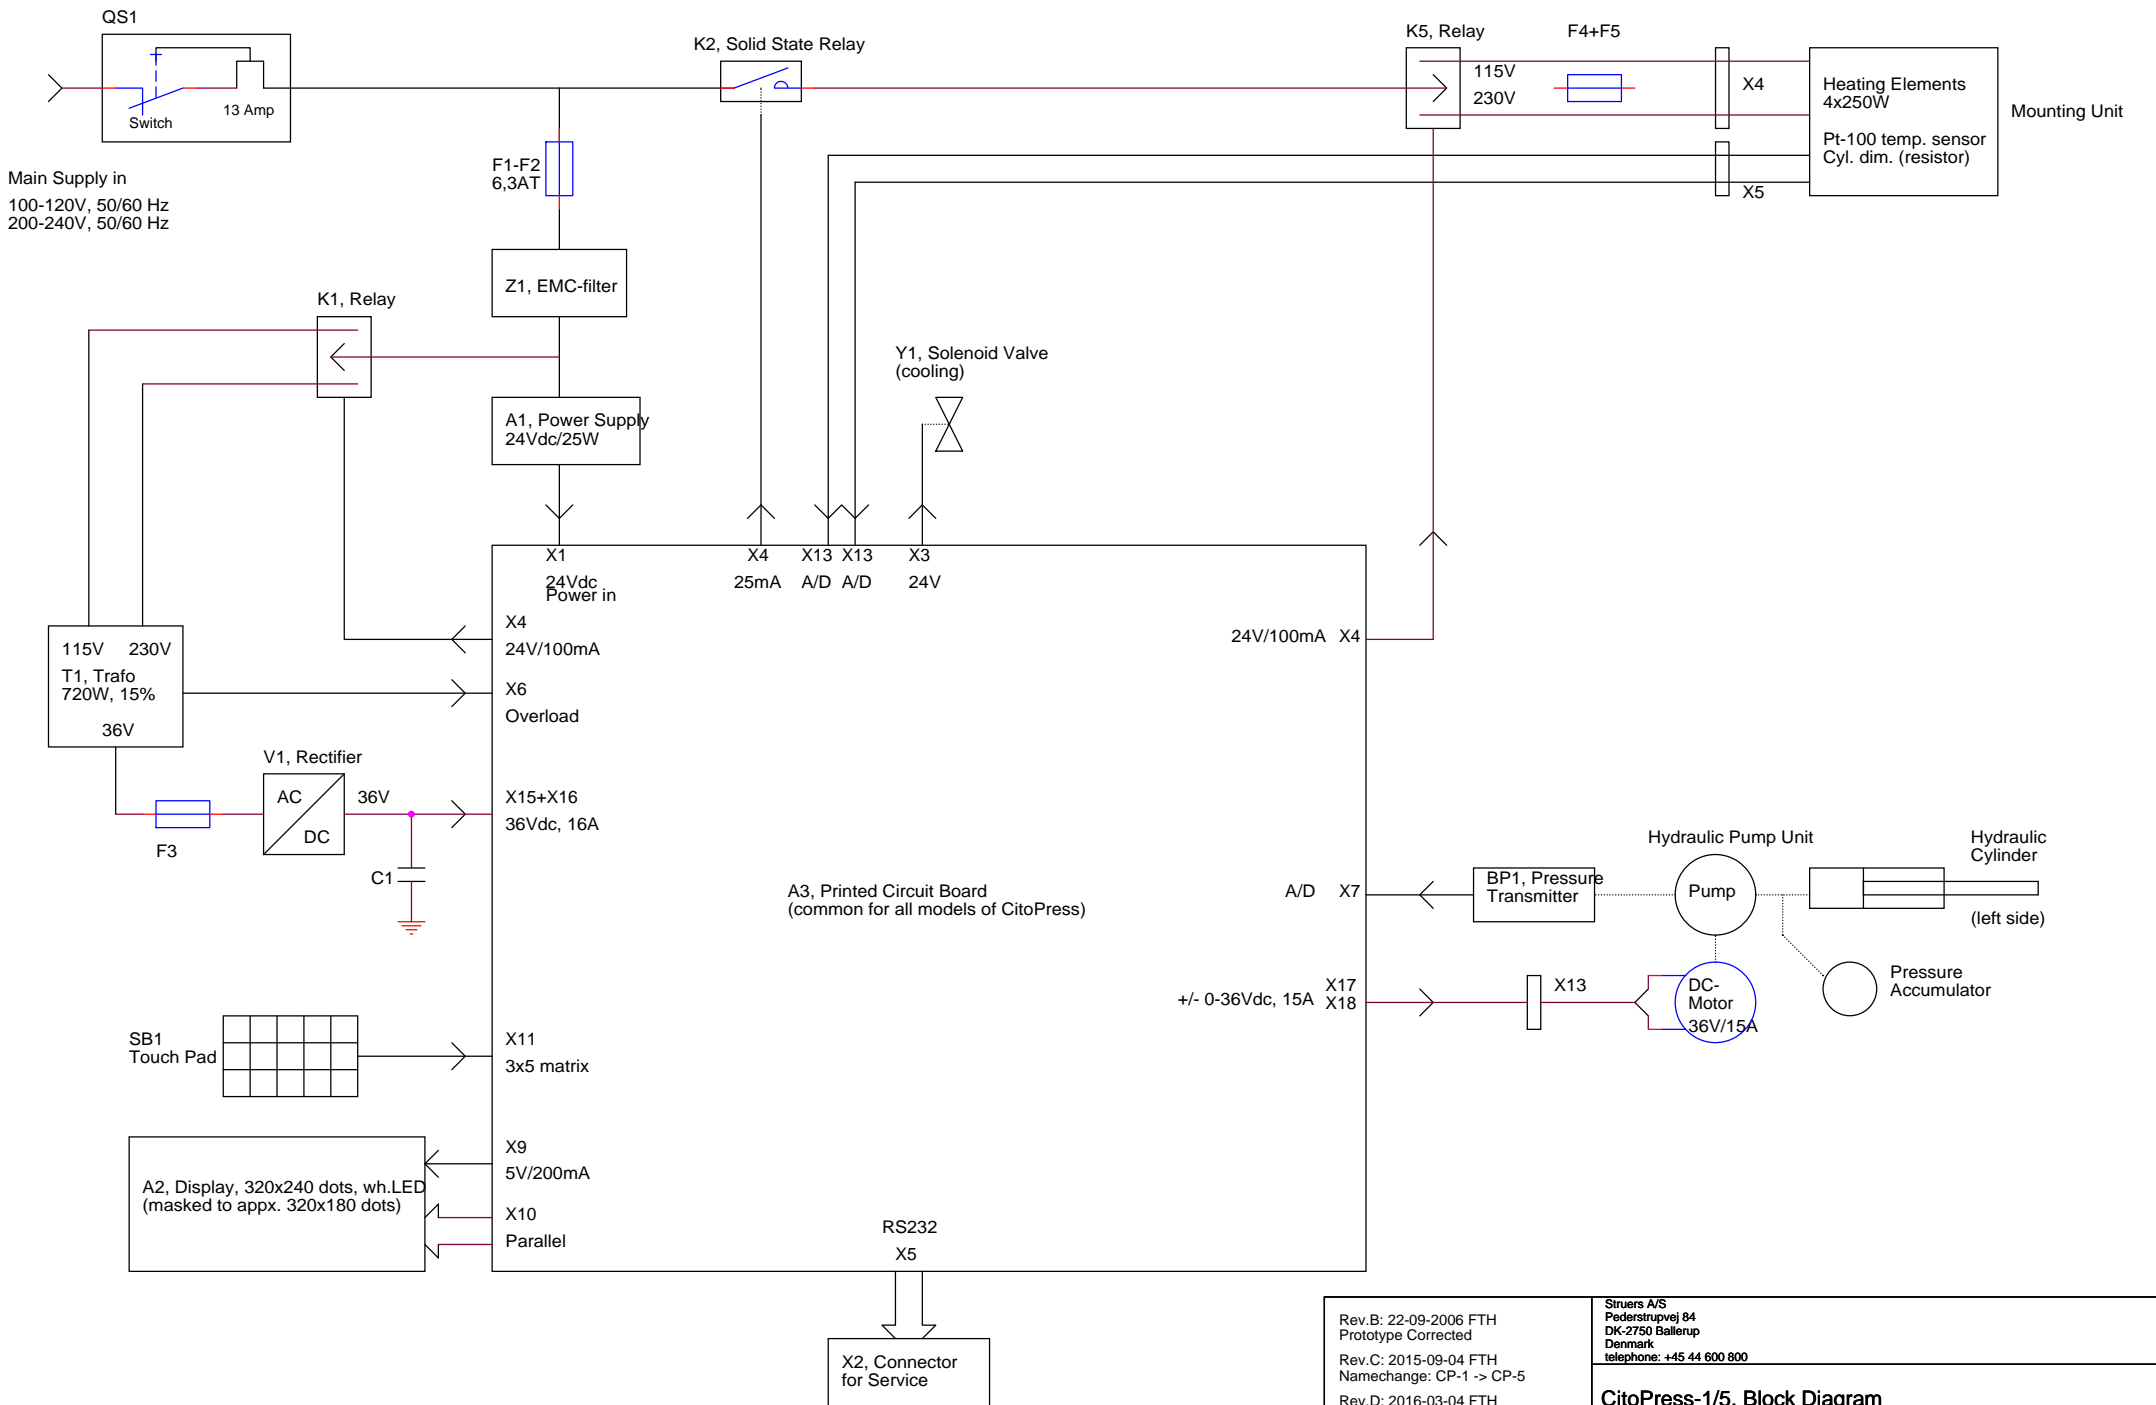 QS1
Switch
13 Amp
Main Supply in
100-120V, 50/60 Hz
200-240V, 50/60 Hz
K2, Solid State Relay
K5, Relay
115V
230V
F4+F5
X4
Heating Elements
4x250W
Pt-100 temp. sensor
Cyl. dim. (resistor)
Mounting Unit
X5
F1-F2
6,3AT
Z1, EMC-filter
K1, Relay
A1, Power Supply
24Vdc/25W
Y1, Solenoid Valve
(cooling)
X1
24Vdc
Power in
X4
25mA
X13
A/D
X13
A/D
X3
24V
X4
24V/100mA
24V/100mA X4
115V 230V
T1, Trafo
720W, 15%
36V
X6
Overload
V1, Rectifier
AC
DC
36V
F3
C1
X15+X16
36Vdc, 16A
A3, Printed Circuit Board
(common for all models of CitoPress)
A/D X7
BP1, Pressure
Transmitter
Hydraulic Pump Unit
Pump
Hydraulic
Cylinder
(left side)
Pressure
Accumulator
+/- 0-36Vdc, 15A
X17
X18
X13
DC-
Motor
36V/15A
SB1
Touch Pad
X11
3x5 matrix
X9
5V/200mA
A2, Display, 320x240 dots, wh.LED
(masked to appx. 320x180 dots)
X10
Parallel
RS232
X5
X2, Connector
for Service
Rev.B: 22-09-2006 FTH
Prototype Corrected
Rev.C: 2015-09-04 FTH
Namechange: CP-1 -> CP-5
Rev.D: 2016-03-04 FTH
Struers A/S
Pederstrupvej 84
DK-2750 Ballerup
Denmark
telephone: +45 44 600 800
CitoPress-1/5, Block Diagram